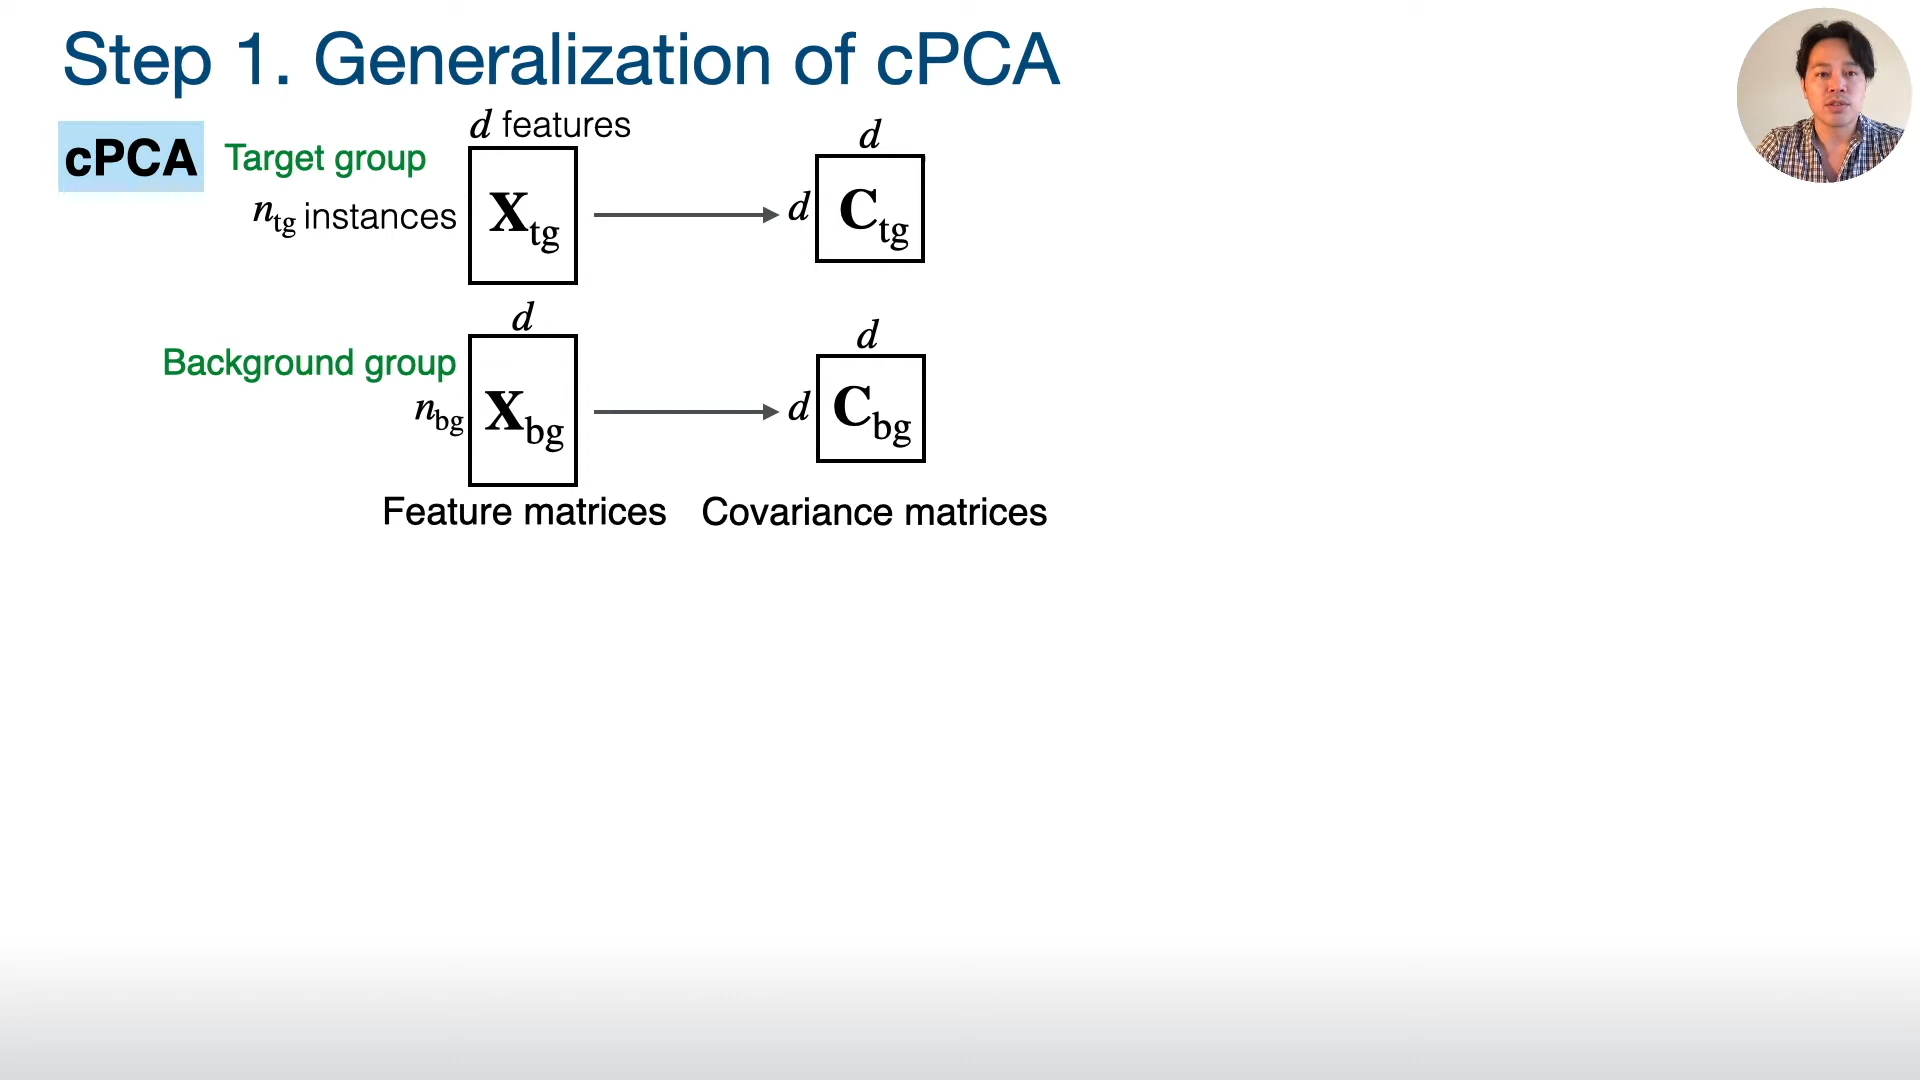 Step 1. Generalization of cPCA
cPCA
Target group
d features
n_tg instances
X_tg
d
d
C_tg
Background group
d
n_bg
X_bg
d
d
C_bg
Feature matrices
Covariance matrices